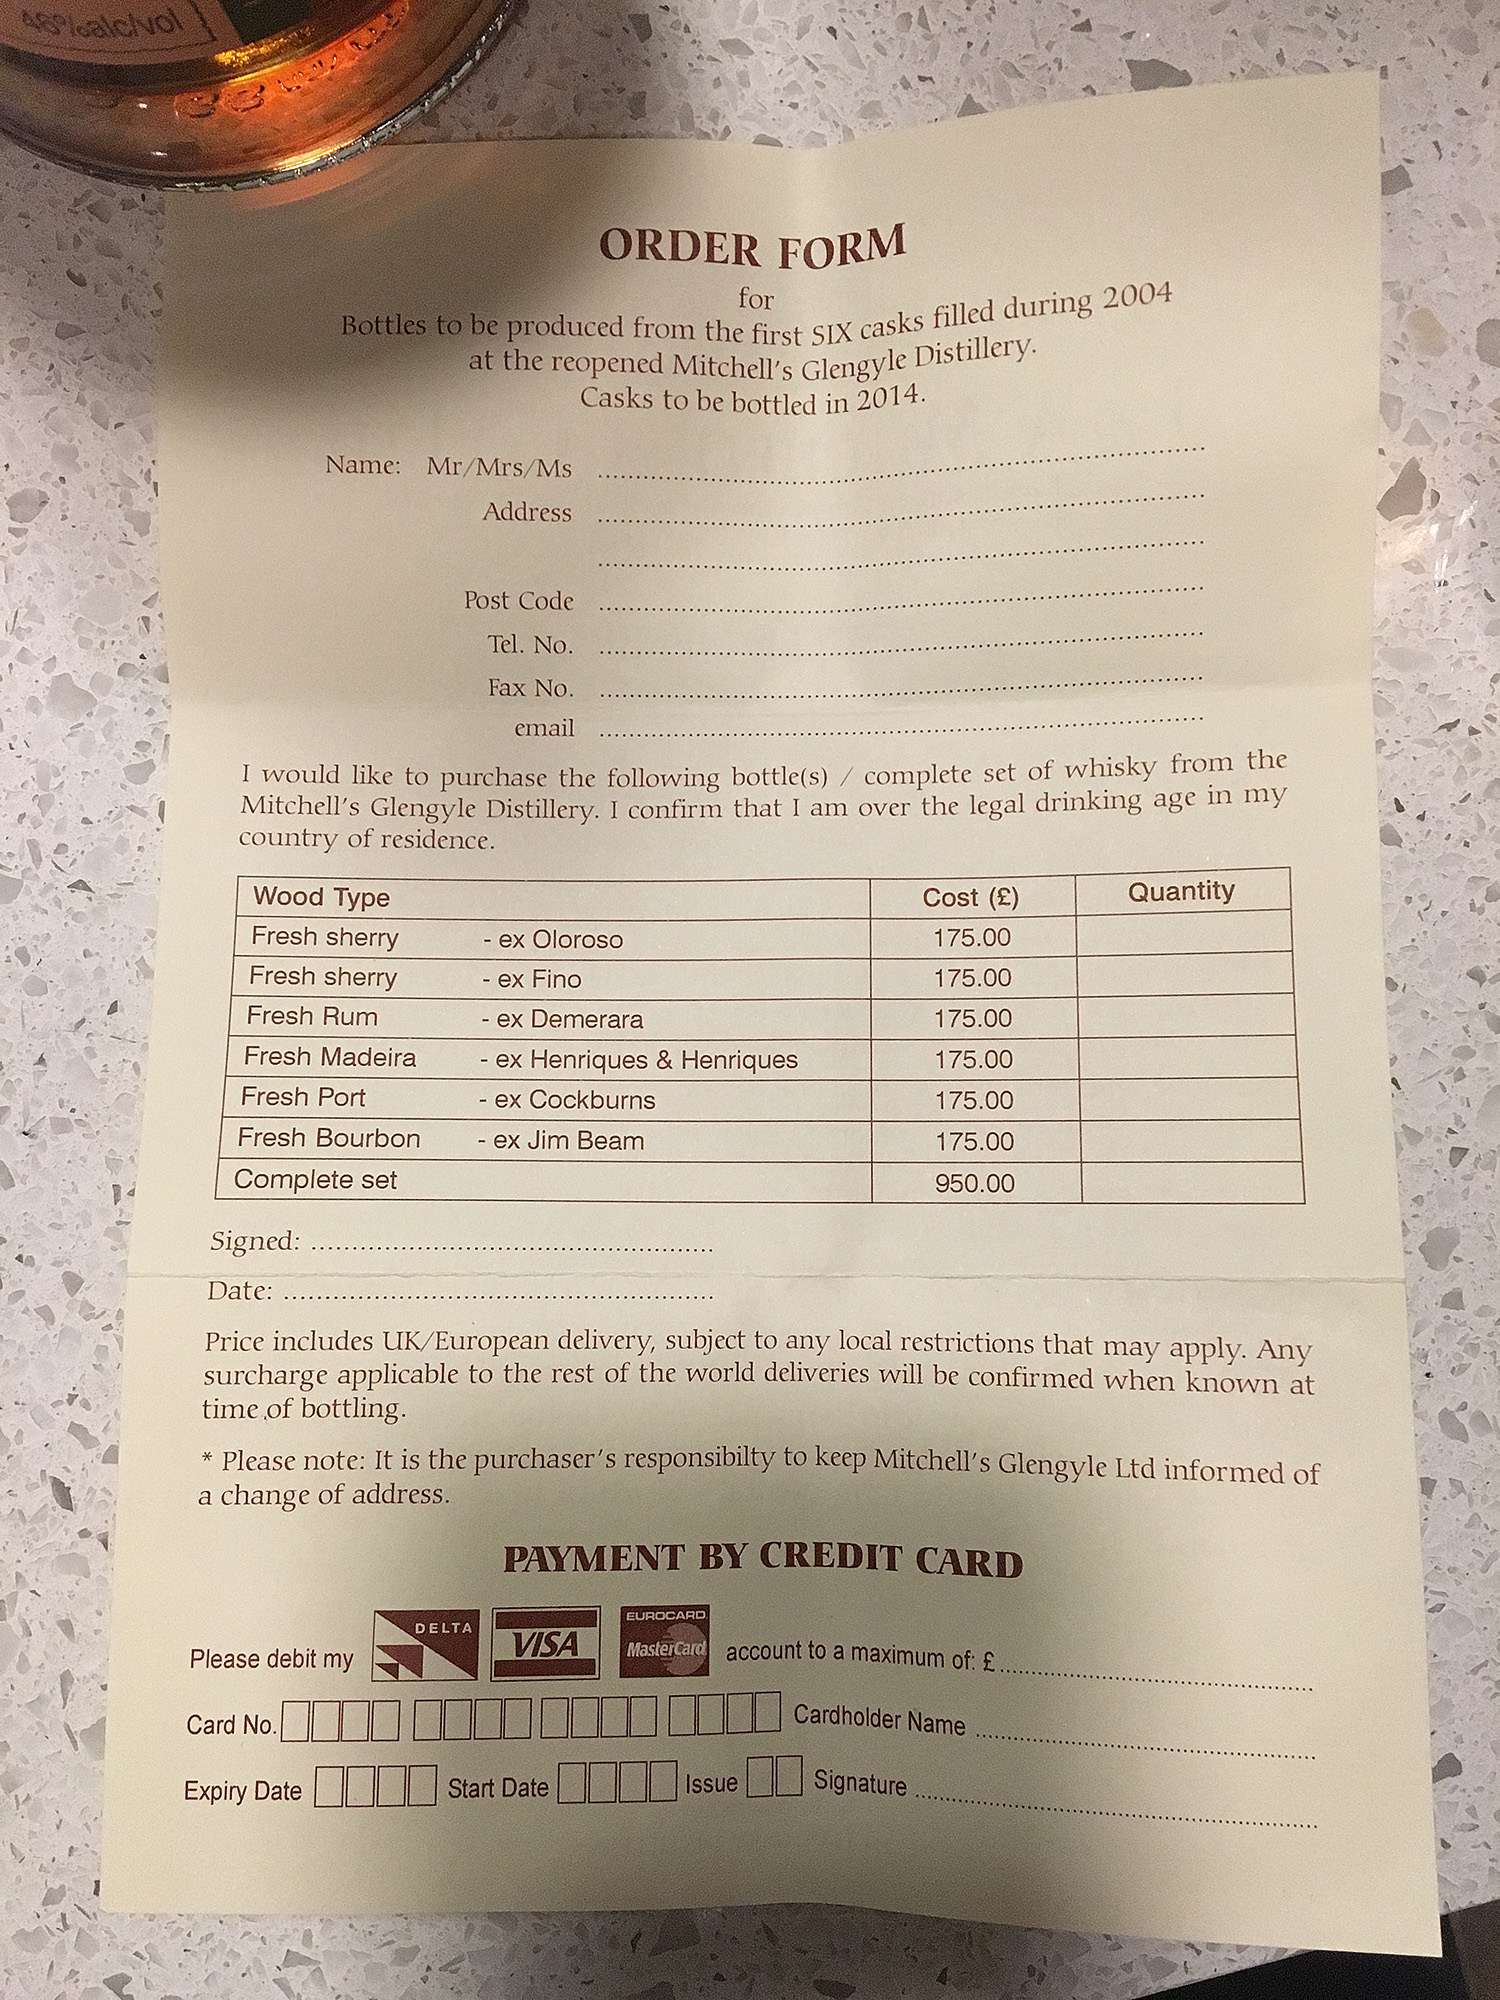 46%alc/vol
ORDER FORM
for
Bottles to be produced from the first SIX casks filled during 2004
at the reopened Mitchell's Glengyle Distillery.
Casks to be bottled in 2014.
Name: Mr/Mrs/Ms ..........
Address ..........
..........
Post Code ..........
Tel. No. ..........
Fax No. ..........
email ..........
I would like to purchase the following bottle(s) / complete set of whisky from the
Mitchell's Glengyle Distillery. I confirm that I am over the legal drinking age in my
country of residence.
Wood Type Cost (£) Quantity
Fresh sherry - ex Oloroso 175.00
Fresh sherry - ex Fino 175.00
Fresh Rum - ex Demerara 175.00
Fresh Madeira - ex Henriques & Henriques 175.00
Fresh Port - ex Cockburns 175.00
Fresh Bourbon - ex Jim Beam 175.00
Complete set 950.00
Signed: ..........
Date: ..........
Price includes UK/European delivery, subject to any local restrictions that may apply. Any
surcharge applicable to the rest of the world deliveries will be confirmed when known at
time of bottling.
* Please note: It is the purchaser's responsibilty to keep Mitchell's Glengyle Ltd informed of
a change of address.
PAYMENT BY CREDIT CARD
Please debit my DELTA VISA EUROCARD MasterCard account to a maximum of: £..........
Card No. Cardholder Name ..........
Expiry Date Start Date Issue Signature ..........